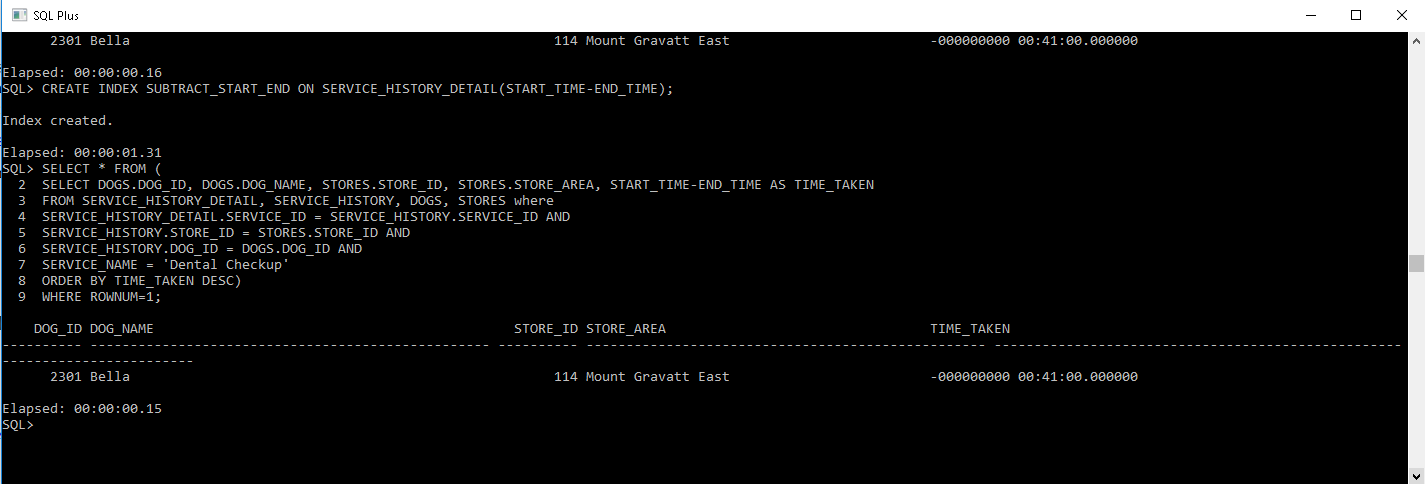 SQL Plus
2301 Bella 114 Mount Gravatt East -000000000 00:41:00.000000
Elapsed: 00:00:00.16
SQL> CREATE INDEX SUBTRACT_START_END ON SERVICE_HISTORY_DETAIL(START_TIME-END_TIME);
Index created.
Elapsed: 00:00:01.31
SQL> SELECT * FROM (
2 SELECT DOGS.DOG_ID, DOGS.DOG_NAME, STORES.STORE_ID, STORES.STORE_AREA, START_TIME-END_TIME AS TIME_TAKEN
3 FROM SERVICE_HISTORY_DETAIL, SERVICE_HISTORY, DOGS, STORES where
4 SERVICE_HISTORY_DETAIL.SERVICE_ID = SERVICE_HISTORY.SERVICE_ID AND
5 SERVICE_HISTORY.STORE_ID = STORES.STORE_ID AND
6 SERVICE_HISTORY.DOG_ID = DOGS.DOG_ID AND
7 SERVICE_NAME = 'Dental Checkup'
8 ORDER BY TIME_TAKEN DESC)
9 WHERE ROWNUM=1;
DOG_ID DOG_NAME STORE_ID STORE_AREA TIME_TAKEN
---------- -------------------------------------------------- ---------- -------------------------------------------------- ---------------------------------------------------
------------------------
2301 Bella 114 Mount Gravatt East -000000000 00:41:00.000000
Elapsed: 00:00:00.15
SQL>